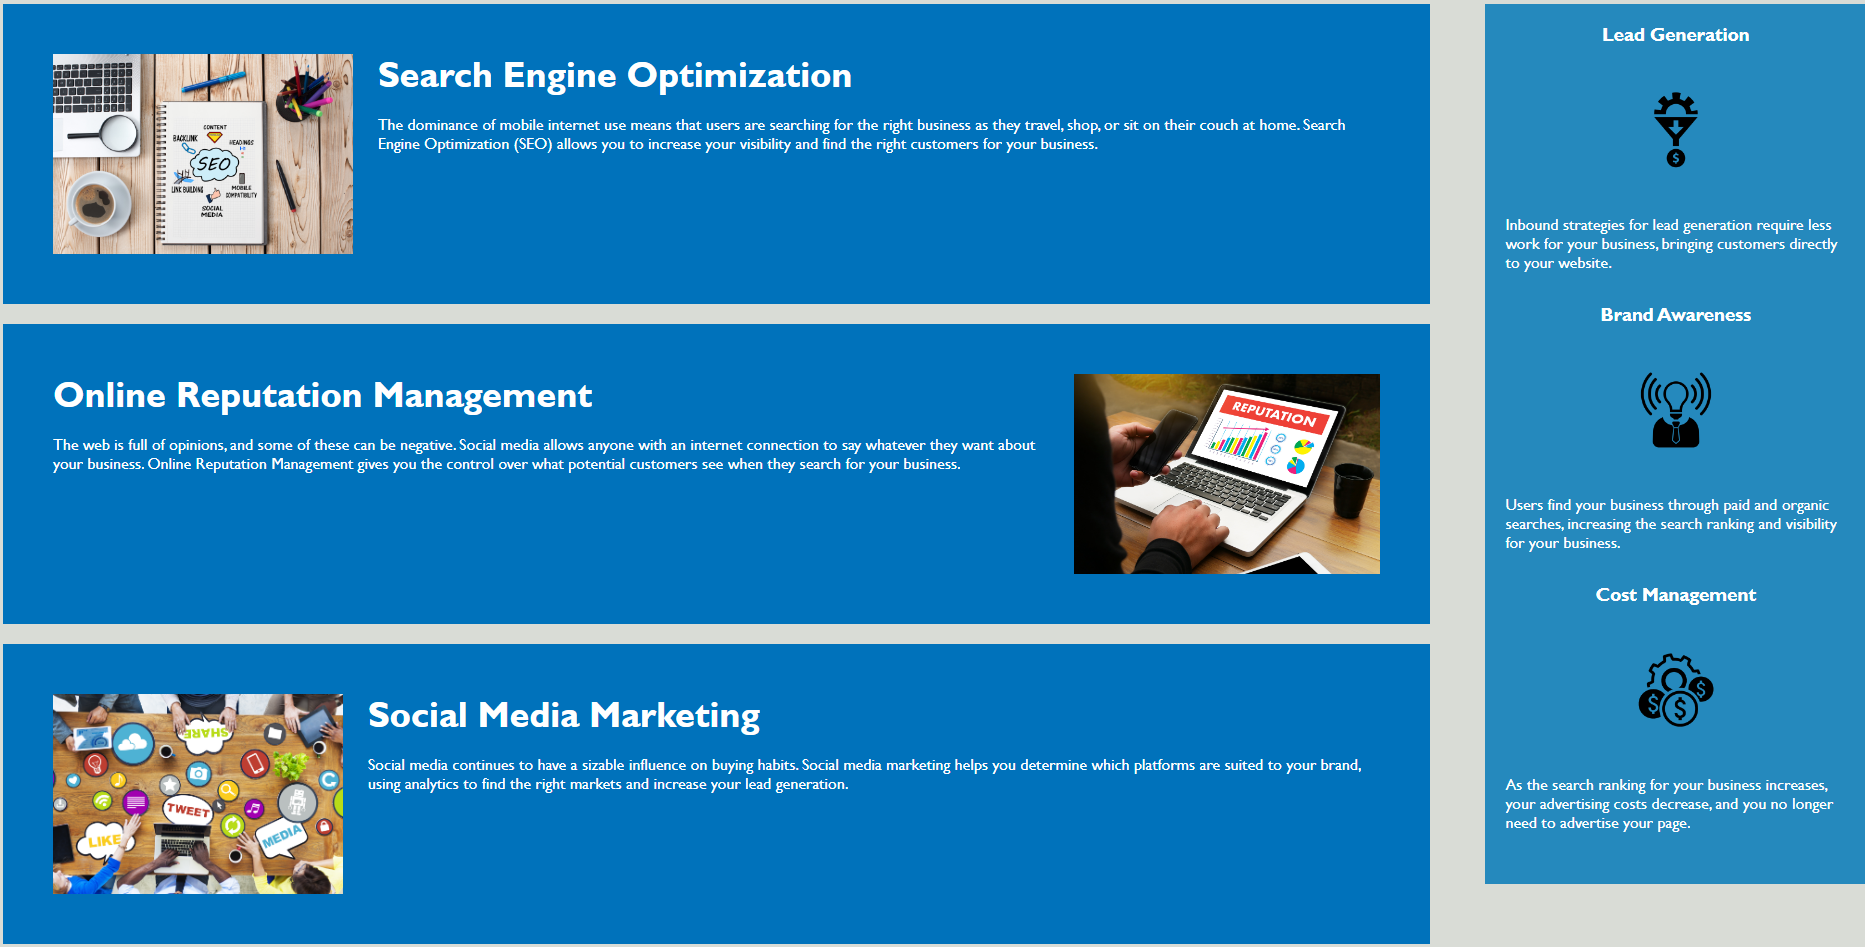 CONTENT
BACKLINK
HEADINGS
SEO
LINK BUILDING
MOBILE
COMPATIBILITY
SOCIAL
MEDIA
Search Engine Optimization
The dominance of mobile internet use means that users are searching for the right business as they travel, shop, or sit on their couch at home. Search
Engine Optimization (SEO) allows you to increase your visibility and find the right customers for your business.
Online Reputation Management
The web is full of opinions, and some of these can be negative. Social media allows anyone with an internet connection to say whatever they want about
your business. Online Reputation Management gives you the control over what potential customers see when they search for your business.
REPUTATION
SHARE
TWEET
LIKE
MEDIA
Social Media Marketing
Social media continues to have a sizable influence on buying habits. Social media marketing helps you determine which platforms are suited to your brand,
using analytics to find the right markets and increase your lead generation.
Lead Generation
$
Inbound strategies for lead generation require less
work for your business, bringing customers directly
to your website.
Brand Awareness
Users find your business through paid and organic
searches, increasing the search ranking and visibility
for your business.
Cost Management
$ $ $
As the search ranking for your business increases,
your advertising costs decrease, and you no longer
need to advertise your page.